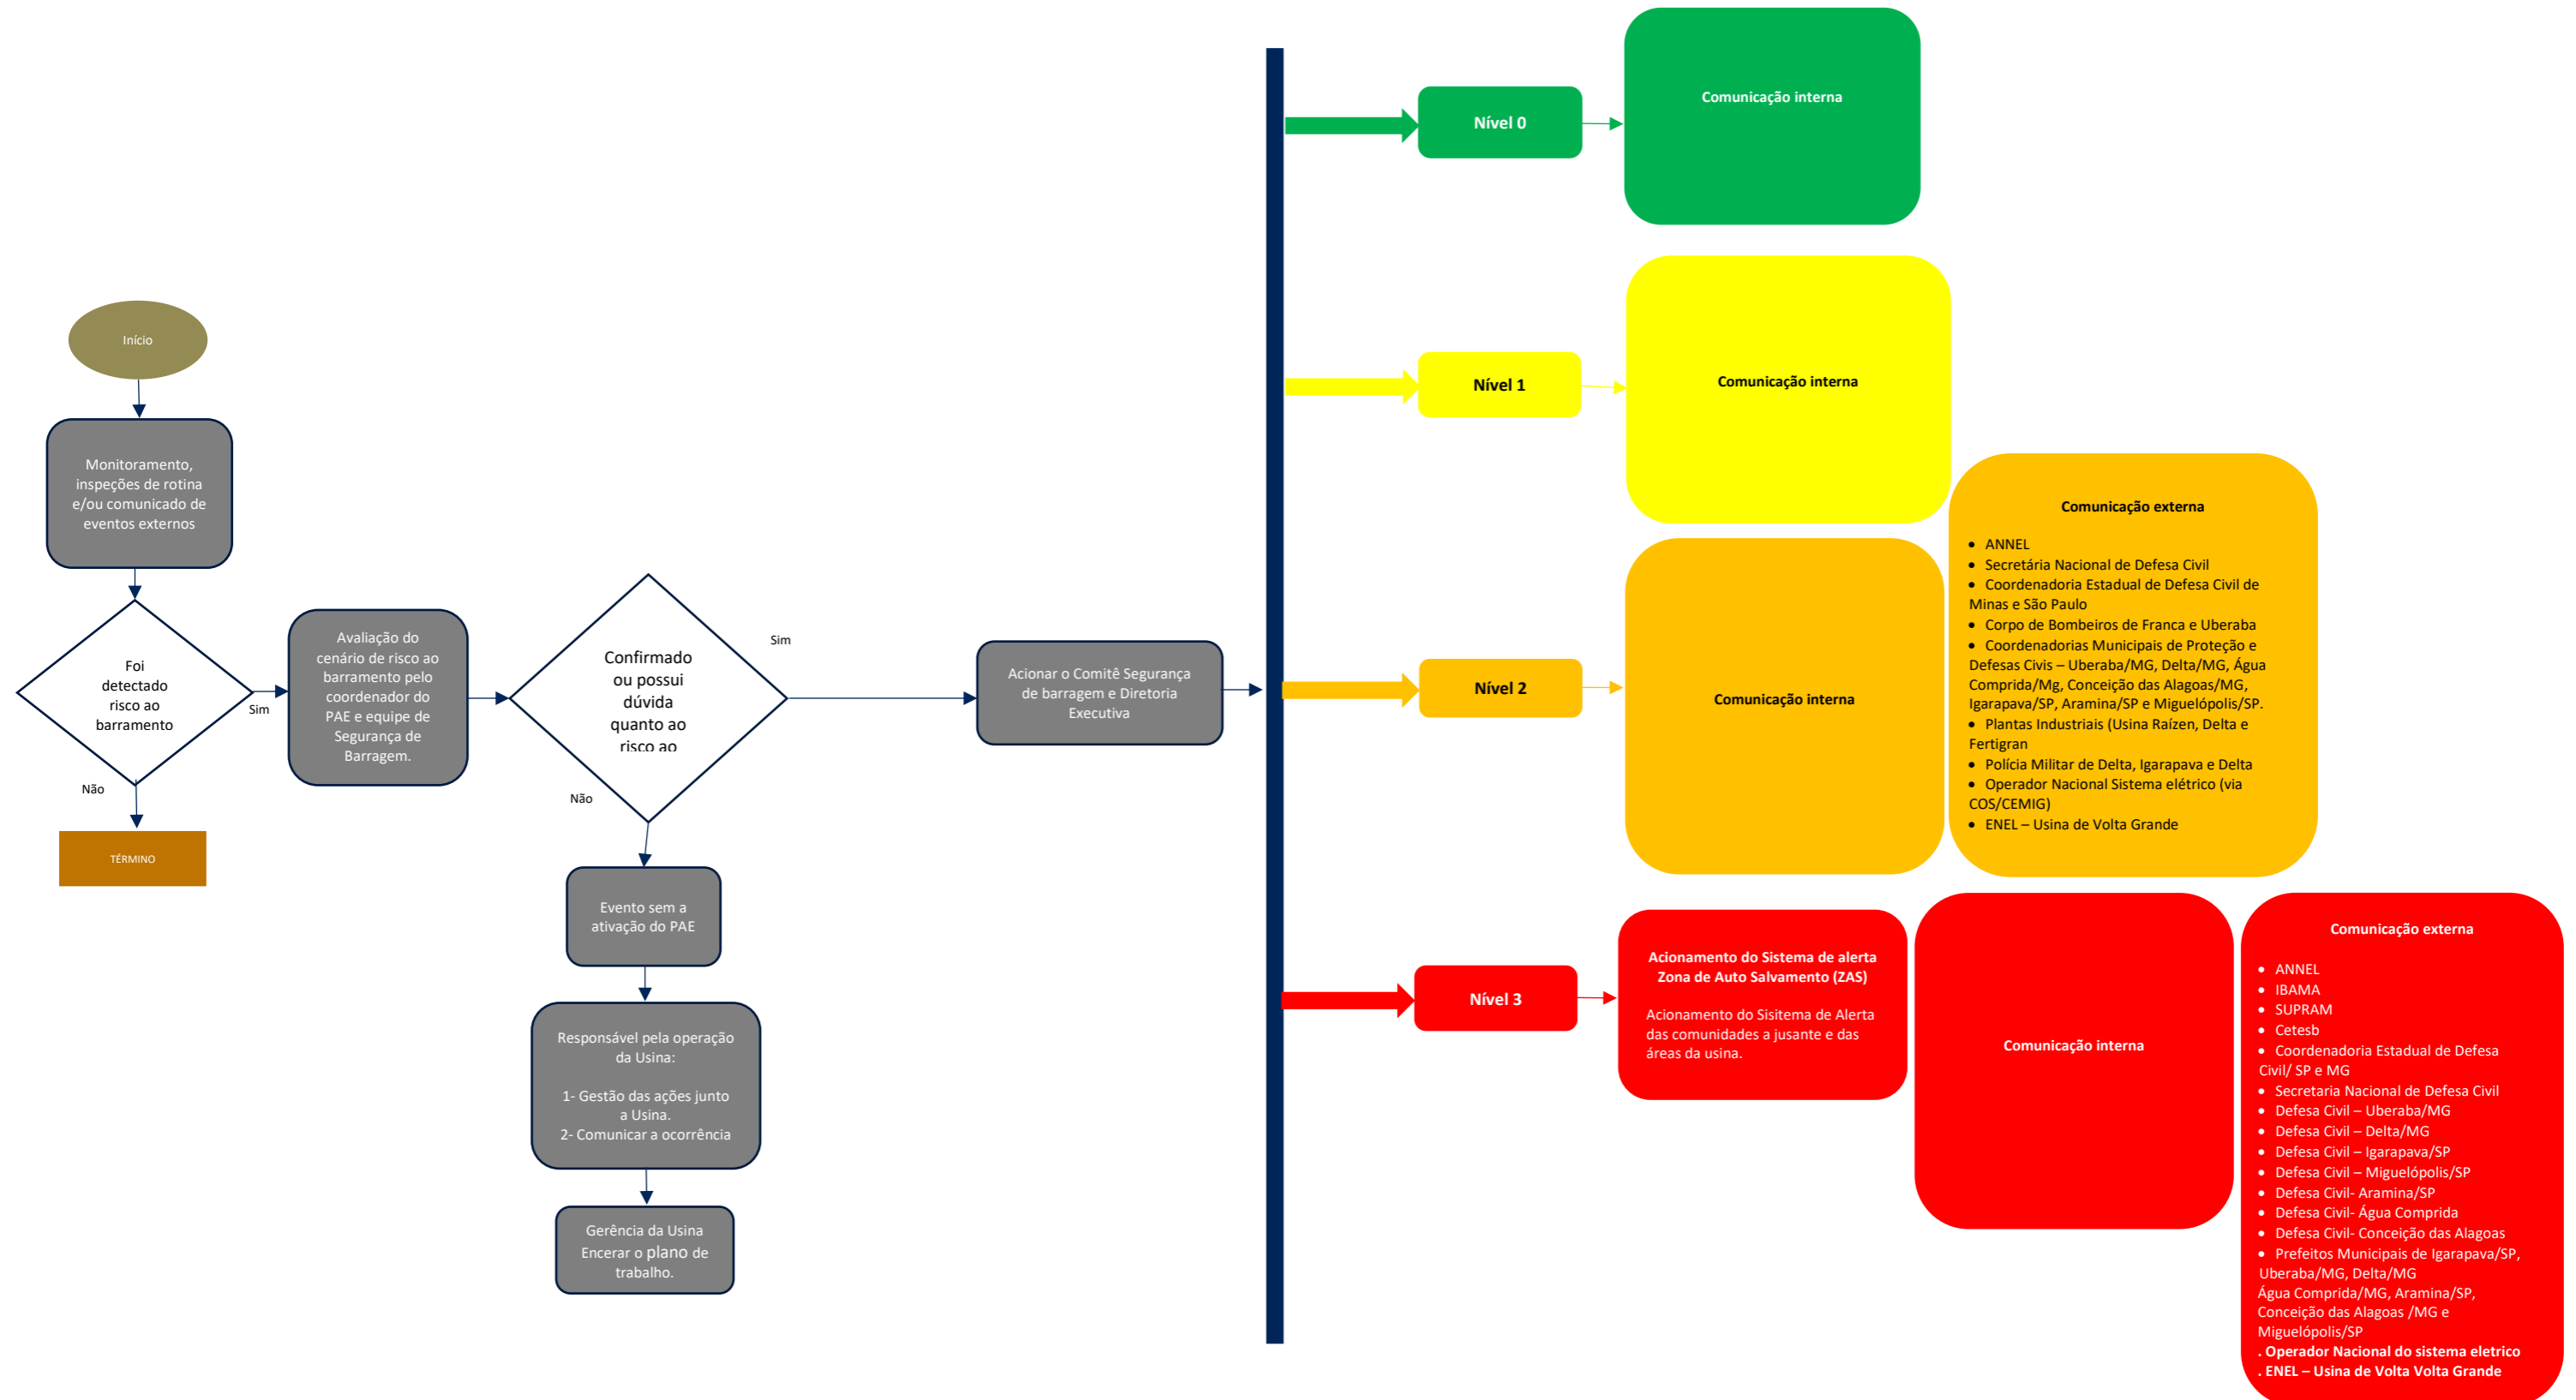 Início
Monitoramento,
inspeções de rotina
e/ou comunicado de
eventos externos
Foi
detectado
risco ao
barramento
Sim
Não
TÉRMINO
Avaliação do
cenário de risco ao
barramento pelo
coordenador do
PAE e equipe de
Segurança de
Barragem.
Confirmado
ou possui
dúvida
quanto ao
risco ao
Sim
Não
Evento sem a
ativação do PAE
Responsável pela operação
da Usina:
1- Gestão das ações junto
a Usina.
2- Comunicar a ocorrência
Gerência da Usina
Encerar o plano de
trabalho.
Acionar o Comitê Segurança
de barragem e Diretoria
Executiva
Nível 0
Comunicação interna
Nível 1
Comunicação interna
Nível 2
Comunicação interna
Comunicação externa
• ANNEL
• Secretária Nacional de Defesa Civil
• Coordenadoria Estadual de Defesa Civil de
Minas e São Paulo
• Corpo de Bombeiros de Franca e Uberaba
• Coordenadorias Municipais de Proteção e
Defesas Civis – Uberaba/MG, Delta/MG, Água
Comprida/Mg, Conceição das Alagoas/MG,
Igarapava/SP, Aramina/SP e Miguelópolis/SP.
• Plantas Industriais (Usina Raízen, Delta e
Fertigran
• Polícia Militar de Delta, Igarapava e Delta
• Operador Nacional Sistema elétrico (via
COS/CEMIG)
• ENEL – Usina de Volta Grande
Nível 3
Acionamento do Sistema de alerta
Zona de Auto Salvamento (ZAS)
Acionamento do Sisitema de Alerta
das comunidades a jusante e das
áreas da usina.
Comunicação interna
Comunicação externa
• ANNEL
• IBAMA
• SUPRAM
• Cetesb
• Coordenadoria Estadual de Defesa
Civil/ SP e MG
• Secretaria Nacional de Defesa Civil
• Defesa Civil – Uberaba/MG
• Defesa Civil – Delta/MG
• Defesa Civil – Igarapava/SP
• Defesa Civil – Miguelópolis/SP
• Defesa Civil- Aramina/SP
• Defesa Civil- Água Comprida
• Defesa Civil- Conceição das Alagoas
• Prefeitos Municipais de Igarapava/SP,
Uberaba/MG, Delta/MG
Água Comprida/MG, Aramina/SP,
Conceição das Alagoas /MG e
Miguelópolis/SP
. Operador Nacional do sistema eletrico
. ENEL – Usina de Volta Volta Grande